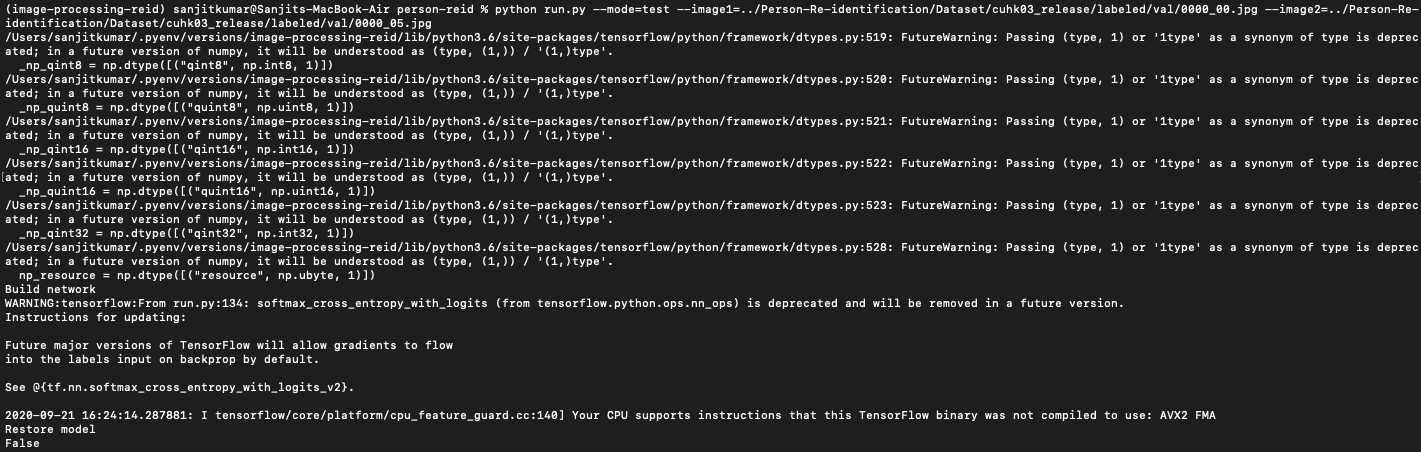 (image-processing-reid) sanjitkumar@Sanjits-MacBook-Air person-reid % python run.py --mode=test --image1=../Person-Re-identification/Dataset/cuhk03_release/labeled/val/0000_00.jpg --image2=../Person-Re-
identification/Dataset/cuhk03_release/labeled/val/0000_05.jpg
/Users/sanjitkumar/.pyenv/versions/image-processing-reid/lib/python3.6/site-packages/tensorflow/python/framework/dtypes.py:519: FutureWarning: Passing (type, 1) or '1type' as a synonym of type is deprec
ated; in a future version of numpy, it will be understood as (type, (1,)) / '(1,)type'.
  _np_qint8 = np.dtype([("qint8", np.int8, 1)])
/Users/sanjitkumar/.pyenv/versions/image-processing-reid/lib/python3.6/site-packages/tensorflow/python/framework/dtypes.py:520: FutureWarning: Passing (type, 1) or '1type' as a synonym of type is deprec
ated; in a future version of numpy, it will be understood as (type, (1,)) / '(1,)type'.
  _np_quint8 = np.dtype([("quint8", np.uint8, 1)])
/Users/sanjitkumar/.pyenv/versions/image-processing-reid/lib/python3.6/site-packages/tensorflow/python/framework/dtypes.py:521: FutureWarning: Passing (type, 1) or '1type' as a synonym of type is deprec
ated; in a future version of numpy, it will be understood as (type, (1,)) / '(1,)type'.
  _np_qint16 = np.dtype([("qint16", np.int16, 1)])
/Users/sanjitkumar/.pyenv/versions/image-processing-reid/lib/python3.6/site-packages/tensorflow/python/framework/dtypes.py:522: FutureWarning: Passing (type, 1) or '1type' as a synonym of type is deprec
ated; in a future version of numpy, it will be understood as (type, (1,)) / '(1,)type'.
  _np_quint16 = np.dtype([("quint16", np.uint16, 1)])
/Users/sanjitkumar/.pyenv/versions/image-processing-reid/lib/python3.6/site-packages/tensorflow/python/framework/dtypes.py:523: FutureWarning: Passing (type, 1) or '1type' as a synonym of type is deprec
ated; in a future version of numpy, it will be understood as (type, (1,)) / '(1,)type'.
  _np_qint32 = np.dtype([("qint32", np.int32, 1)])
/Users/sanjitkumar/.pyenv/versions/image-processing-reid/lib/python3.6/site-packages/tensorflow/python/framework/dtypes.py:528: FutureWarning: Passing (type, 1) or '1type' as a synonym of type is deprec
ated; in a future version of numpy, it will be understood as (type, (1,)) / '(1,)type'.
  np_resource = np.dtype([("resource", np.ubyte, 1)])
Build network
WARNING:tensorflow:From run.py:134: softmax_cross_entropy_with_logits (from tensorflow.python.ops.nn_ops) is deprecated and will be removed in a future version.
Instructions for updating:

Future major versions of TensorFlow will allow gradients to flow
into the labels input on backprop by default.

See @{tf.nn.softmax_cross_entropy_with_logits_v2}.

2020-09-21 16:24:14.287881: I tensorflow/core/platform/cpu_feature_guard.cc:140] Your CPU supports instructions that this TensorFlow binary was not compiled to use: AVX2 FMA
Restore model
False